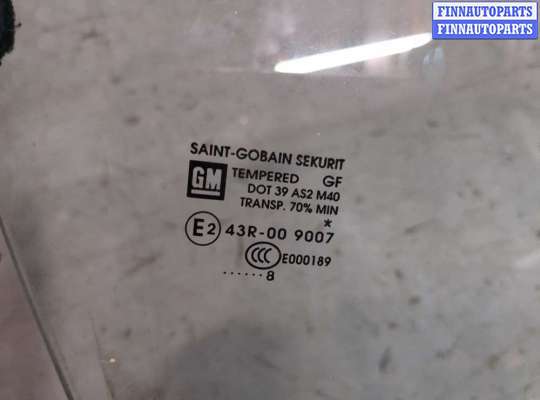 FINNAUTOPARTS
FINNAUTOPARTS
SAINT-GOBAIN SEKURIT
GM TEMPERED GF
DOT 39 AS2 M40
TRANSP. 70% MIN
*
E2 43R-00 9007
CCC E000189
......8